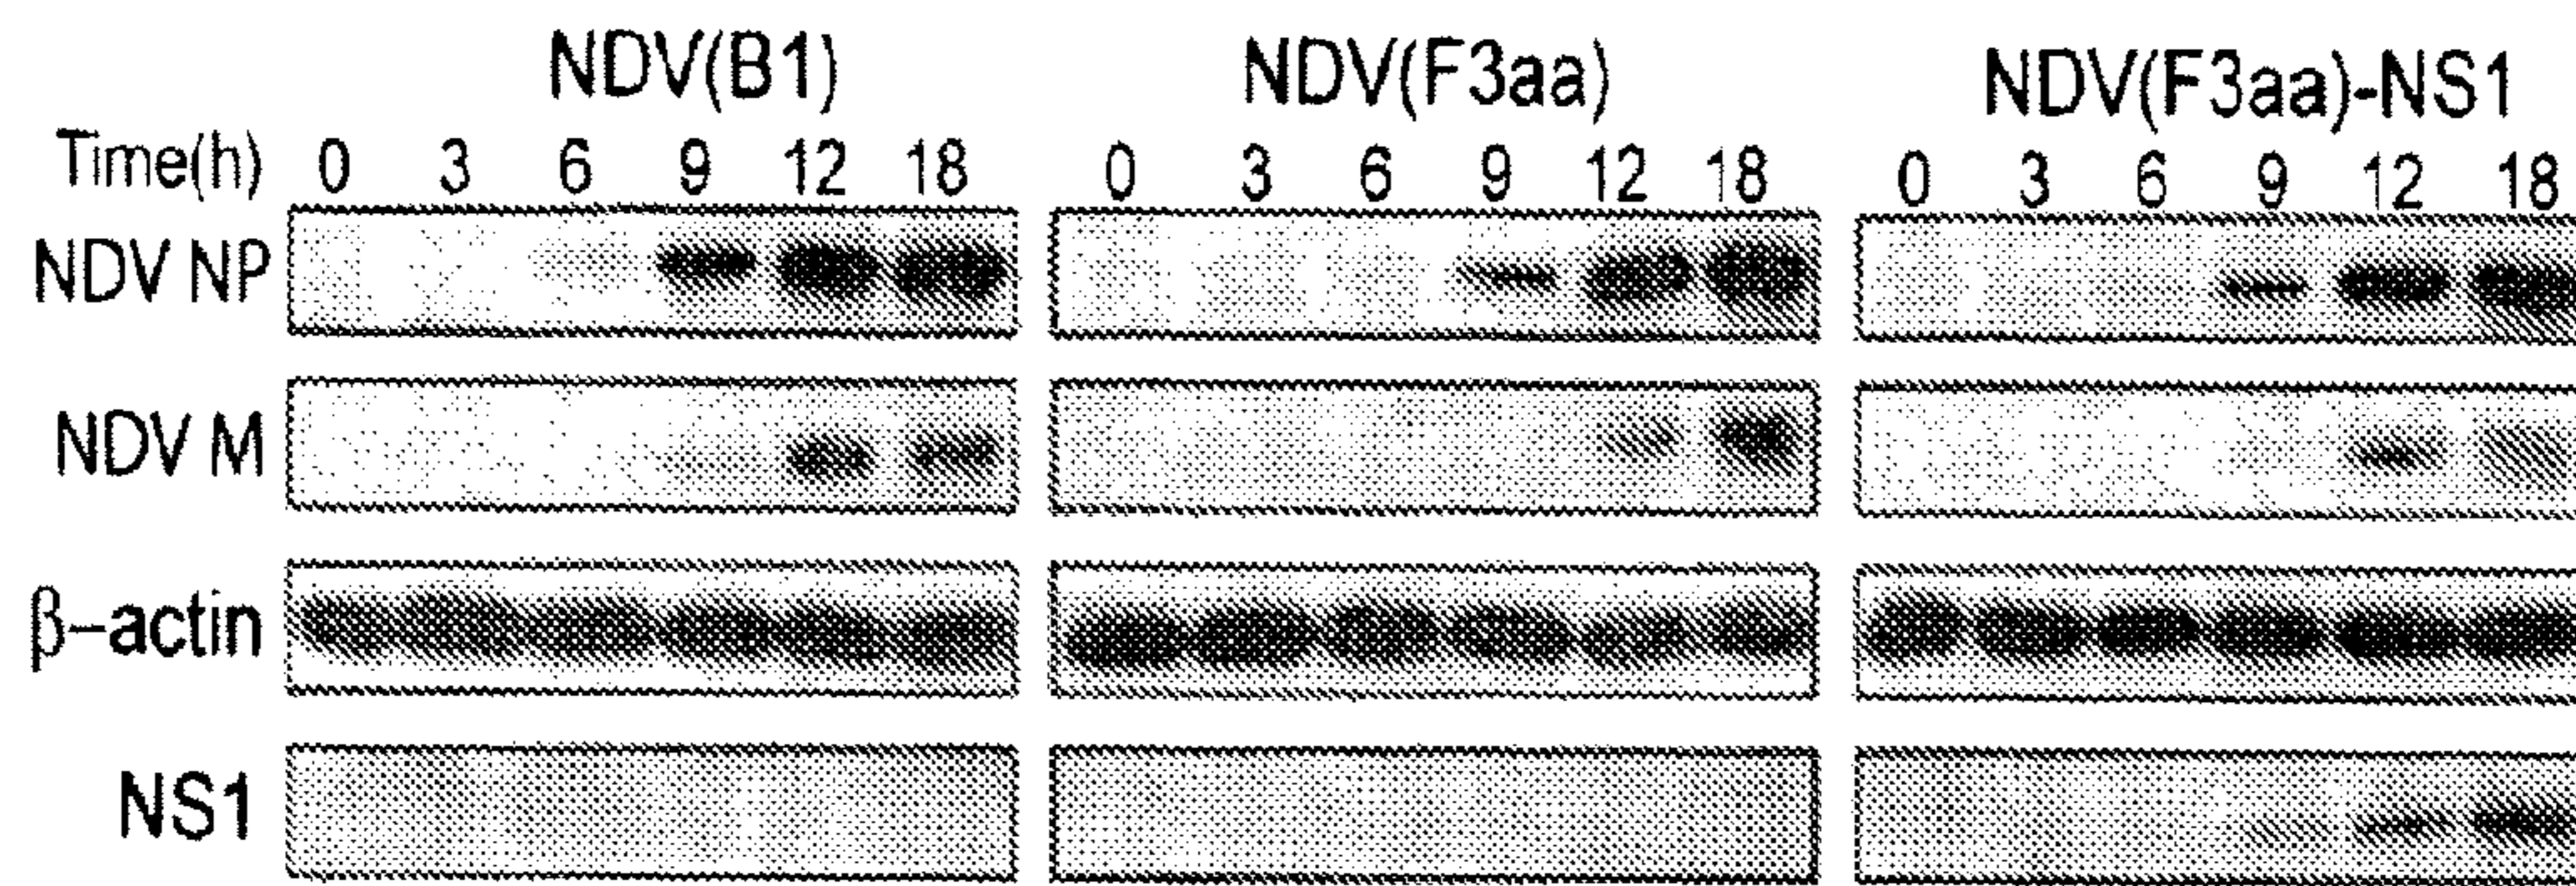 NDV(B1) NDV(F3aa) NDV(F3aa)-NS1
Time(h) 0 3 6 9 12 18 0 3 6 9 12 18 0 3 6 9 12 18
NDV NP
NDV M
β-actin
NS1